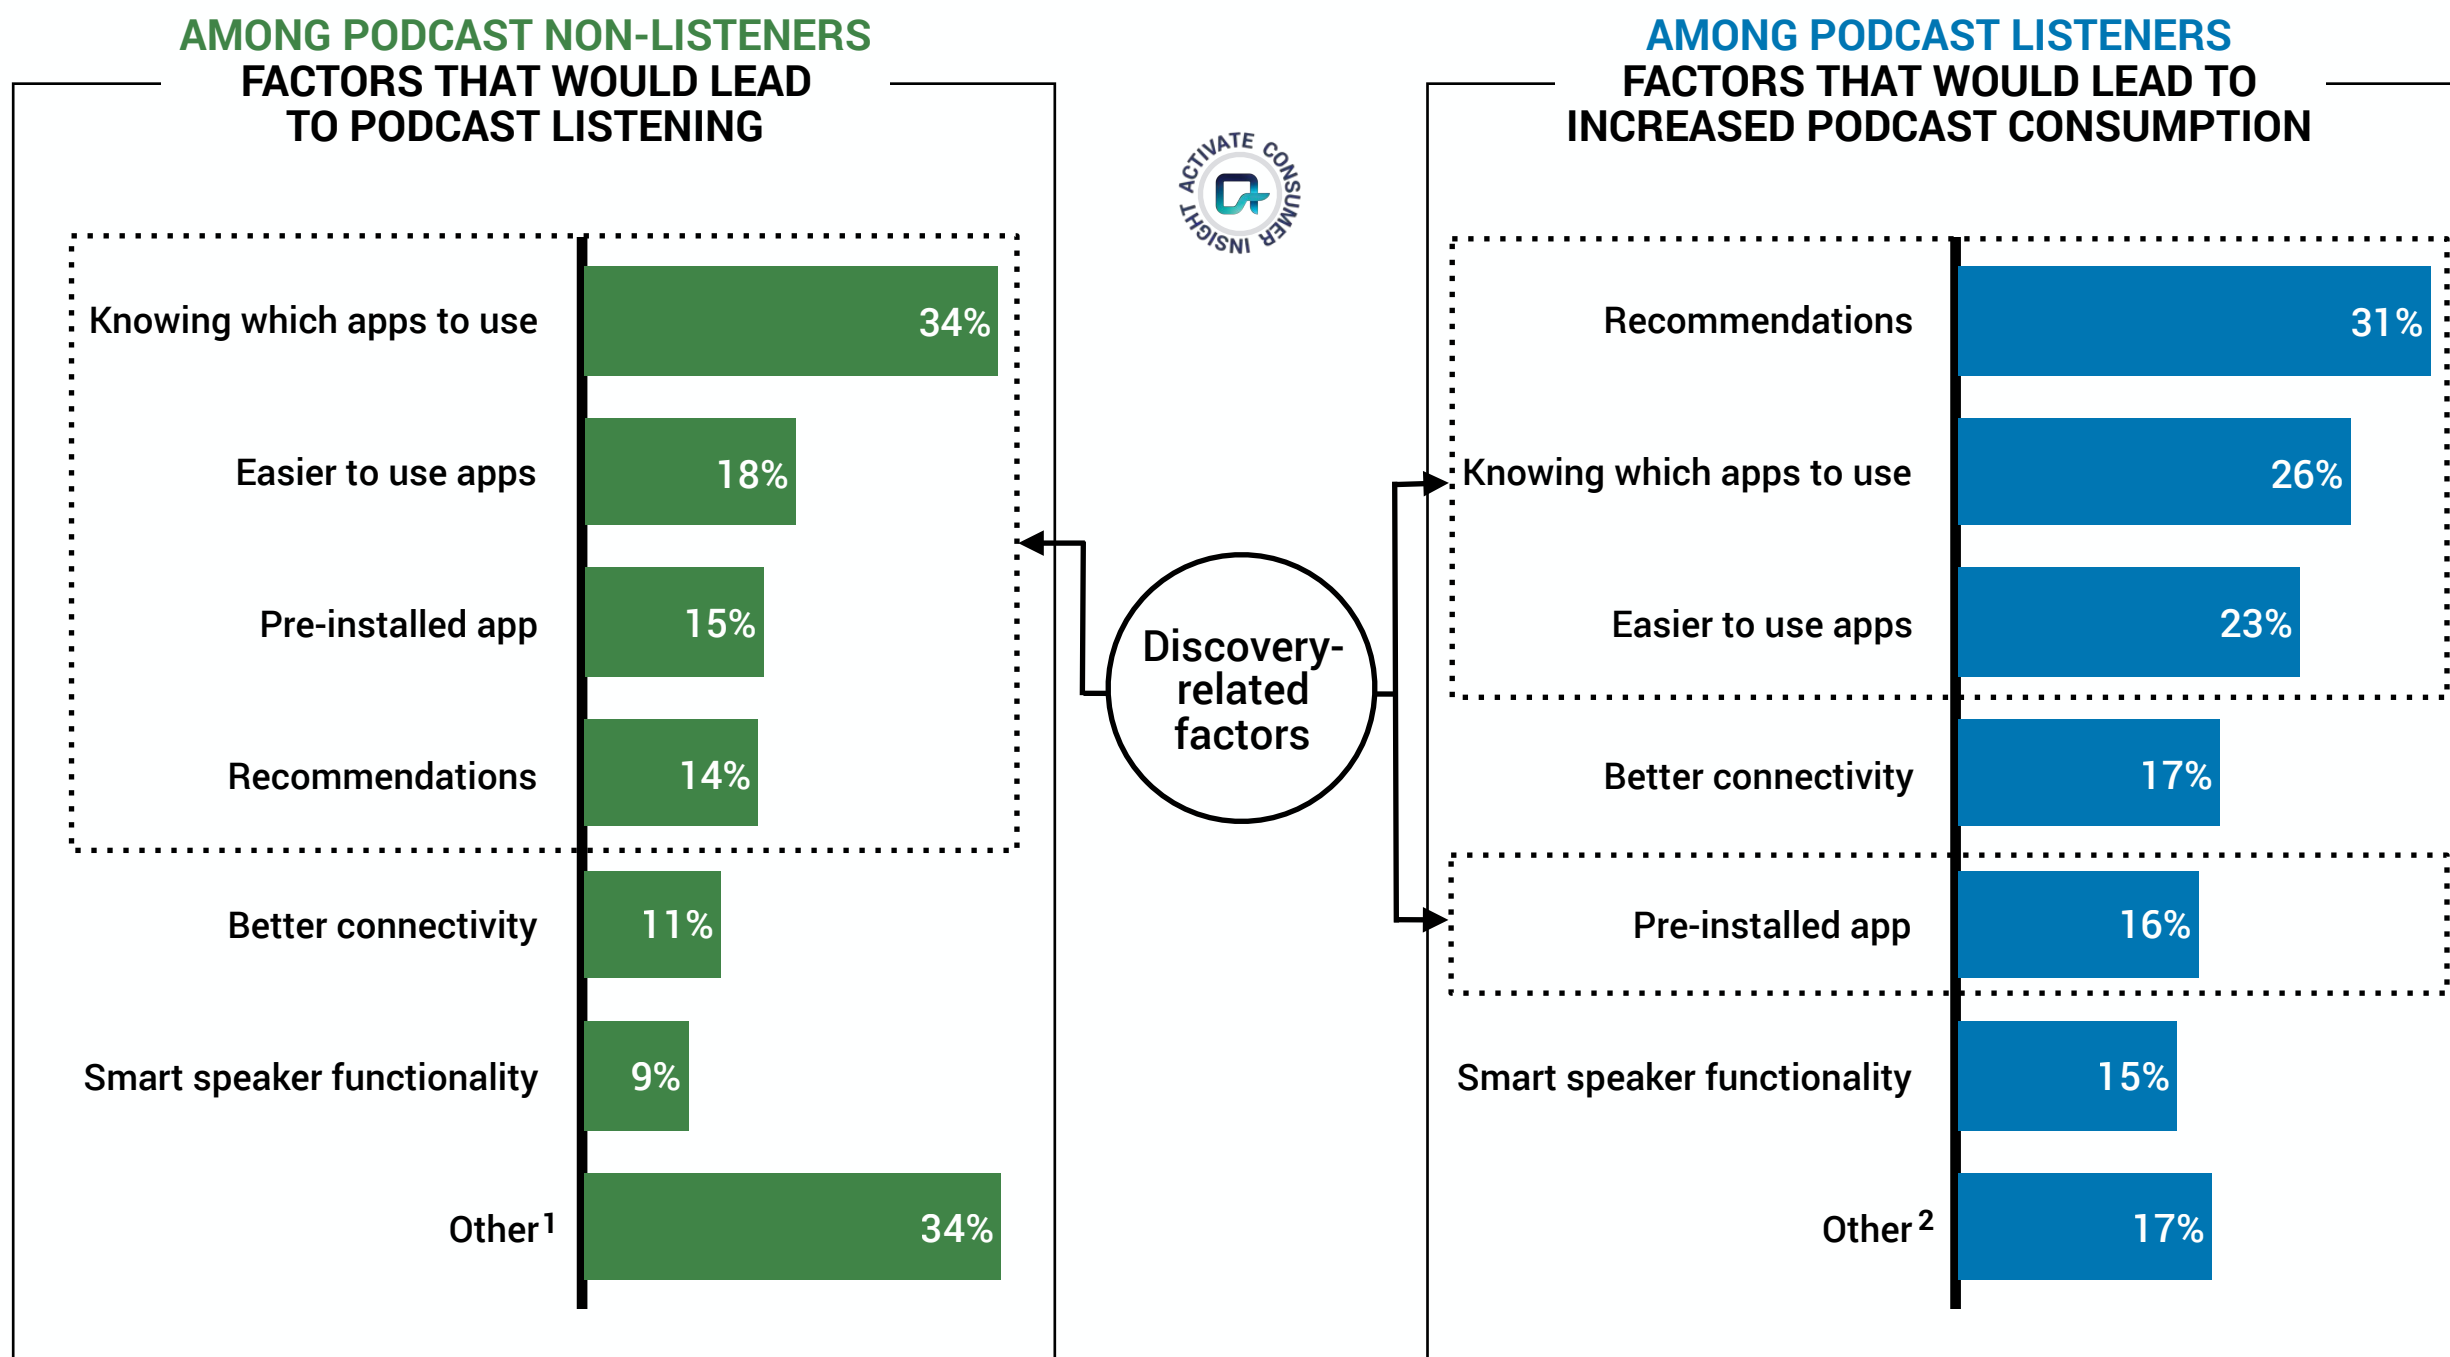 AMONG PODCAST NON-LISTENERS
FACTORS THAT WOULD LEAD
TO PODCAST LISTENING
Knowing which apps to use
34%
Easier to use apps
18%
Pre-installed app
15%
Recommendations
14%
Better connectivity
11%
Smart speaker functionality
9%
Other¹
34%
ACTIVATE CONSUMER INSIGHT
Discovery-
related
factors
AMONG PODCAST LISTENERS
FACTORS THAT WOULD LEAD TO
INCREASED PODCAST CONSUMPTION
Recommendations
31%
Knowing which apps to use
26%
Easier to use apps
23%
Better connectivity
17%
Pre-installed app
16%
Smart speaker functionality
15%
Other²
17%